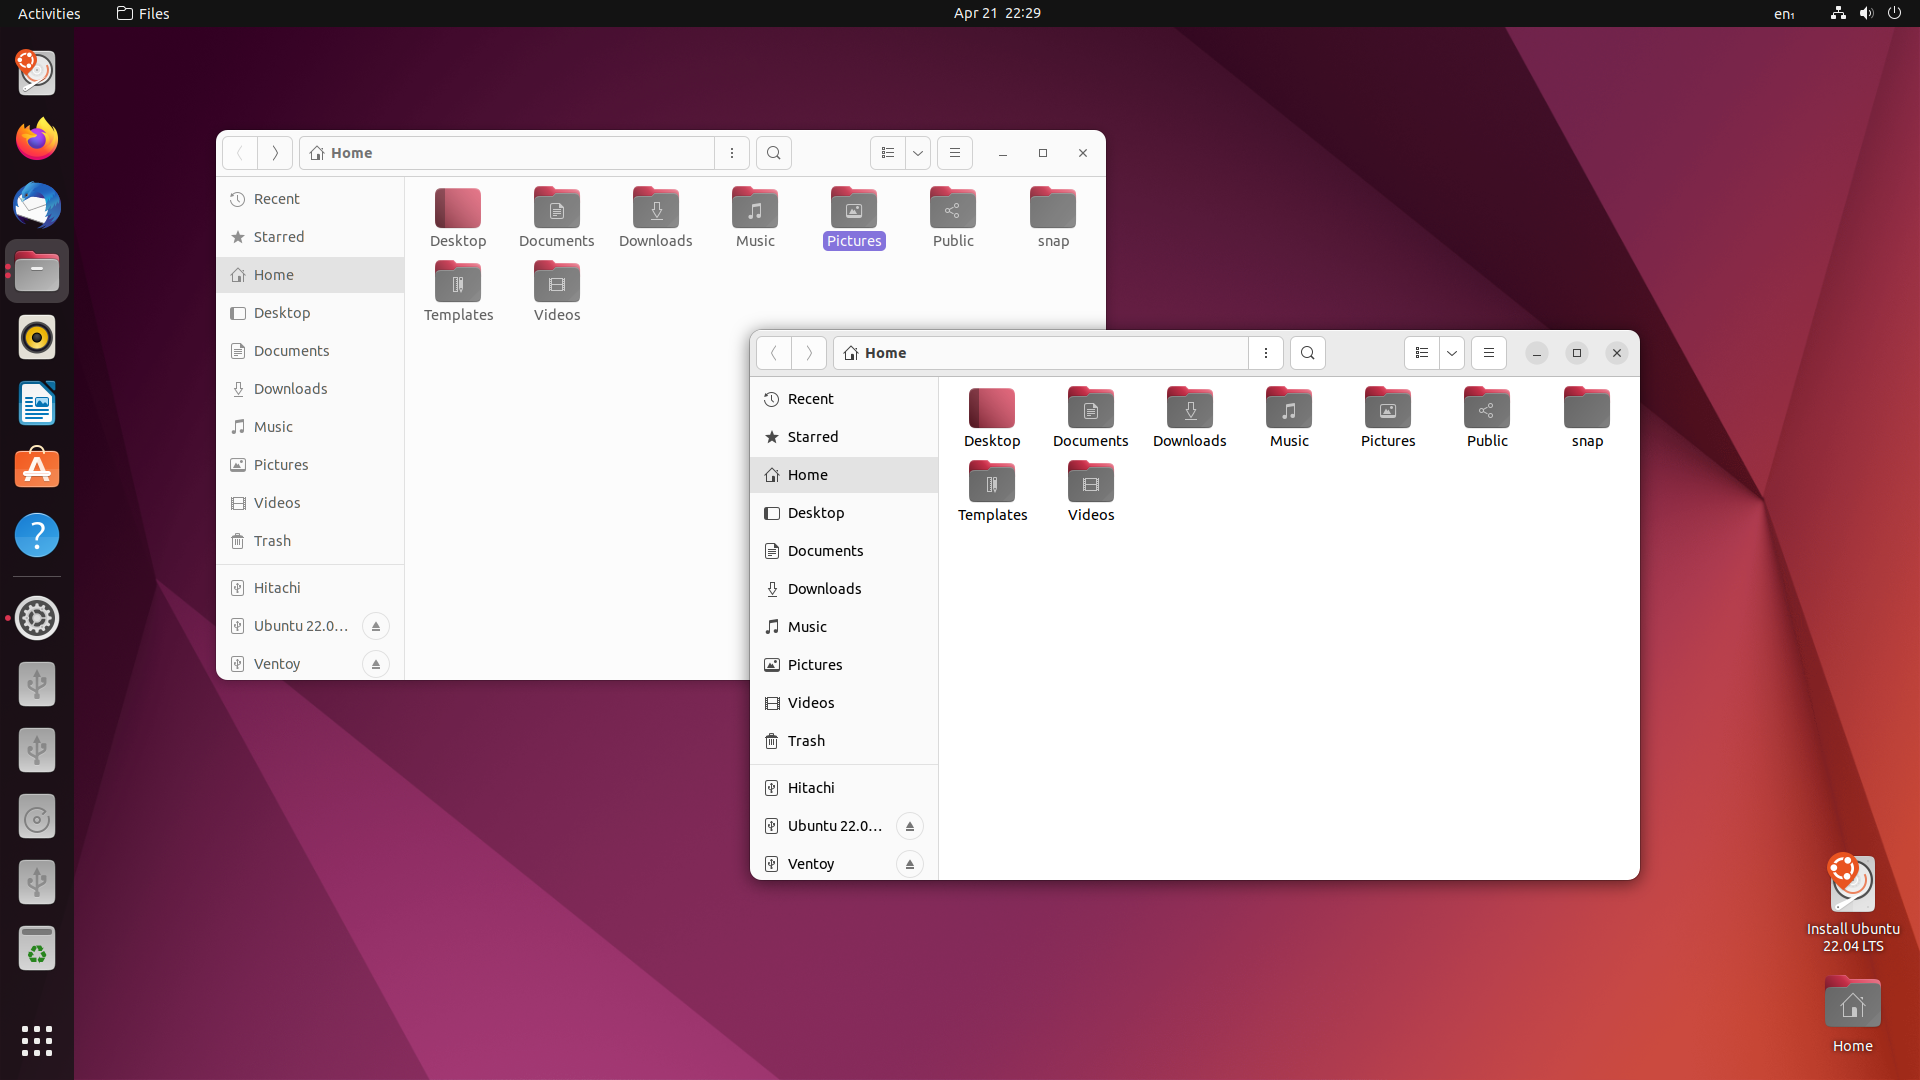 Activities
Files
Apr 21 22:29
en₁
Home
Recent
Starred
Home
Desktop
Documents
Downloads
Music
Pictures
Videos
Trash
Hitachi
Ubuntu 22.0...
Ventoy
Desktop
Documents
Downloads
Music
Pictures
Public
snap
Templates
Videos
Home
Recent
Starred
Home
Desktop
Documents
Downloads
Music
Pictures
Videos
Trash
Hitachi
Ubuntu 22.0...
Ventoy
Desktop
Documents
Downloads
Music
Pictures
Public
snap
Templates
Videos
Install Ubuntu
22.04 LTS
Home